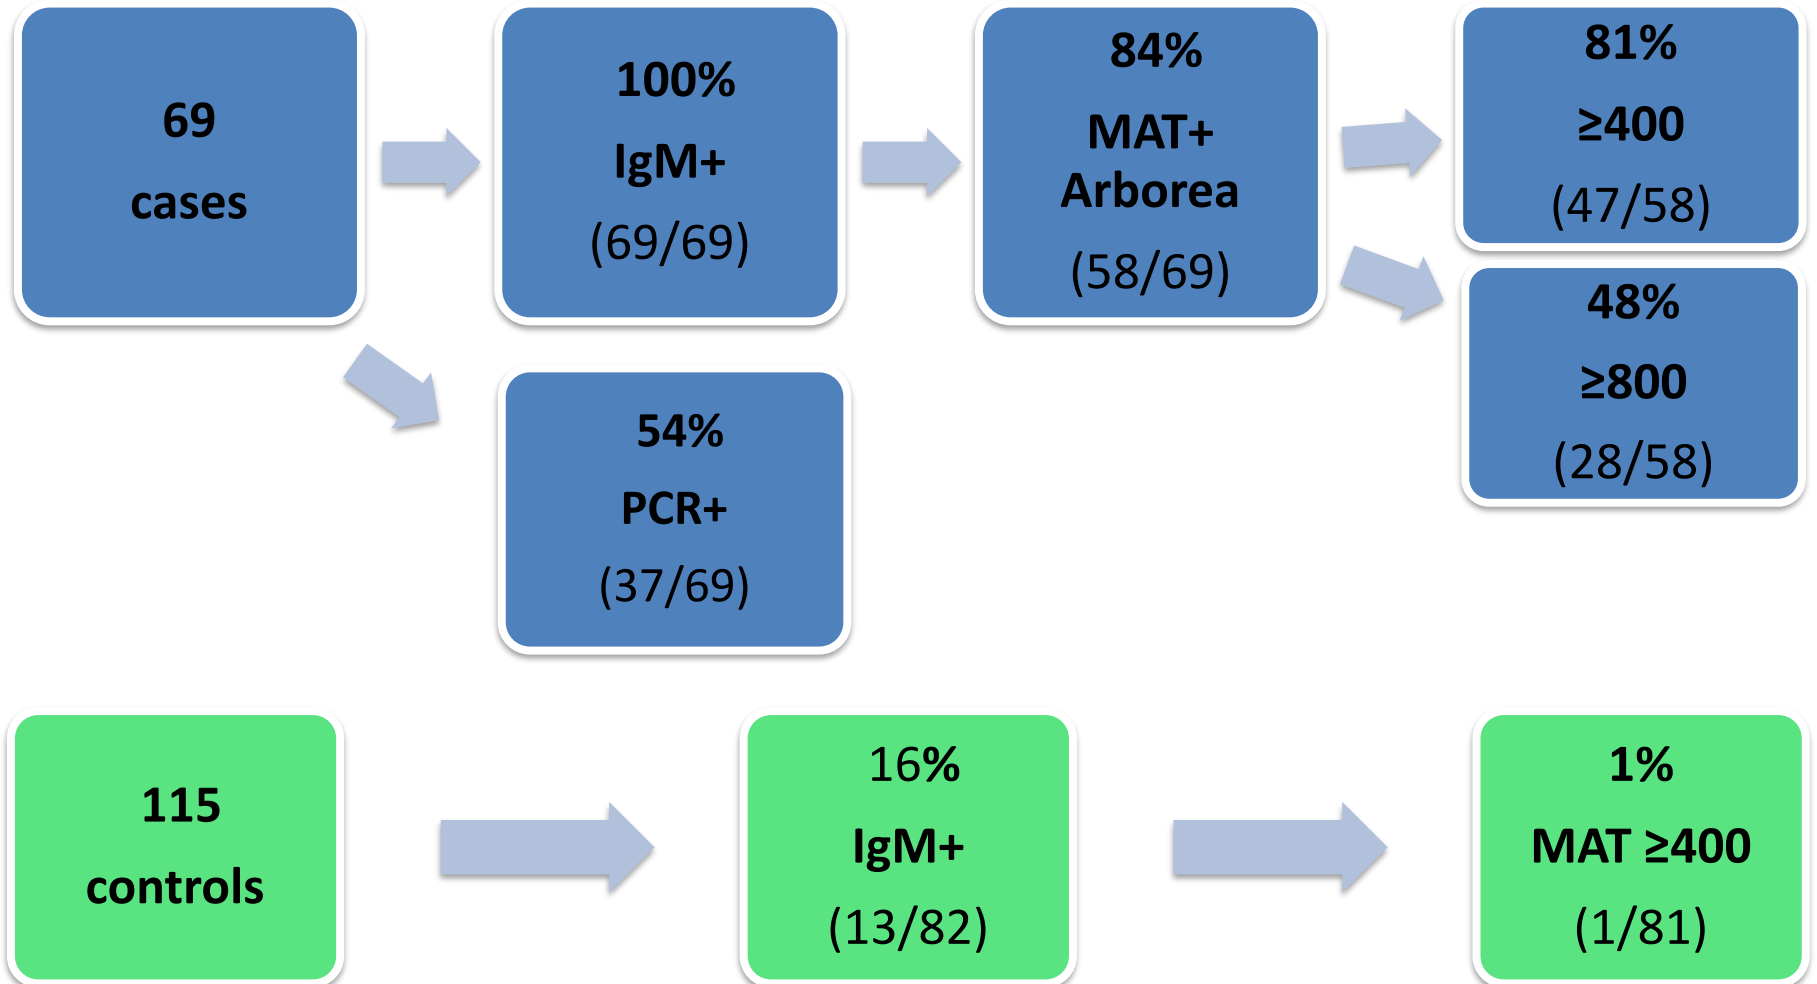 69
cases
100%
IgM+
(69/69)
84%
MAT+
Arborea
(58/69)
81%
≥400
(47/58)
48%
≥800
(28/58)
54%
PCR+
(37/69)
115
controls
16%
IgM+
(13/82)
1%
MAT ≥400
(1/81)